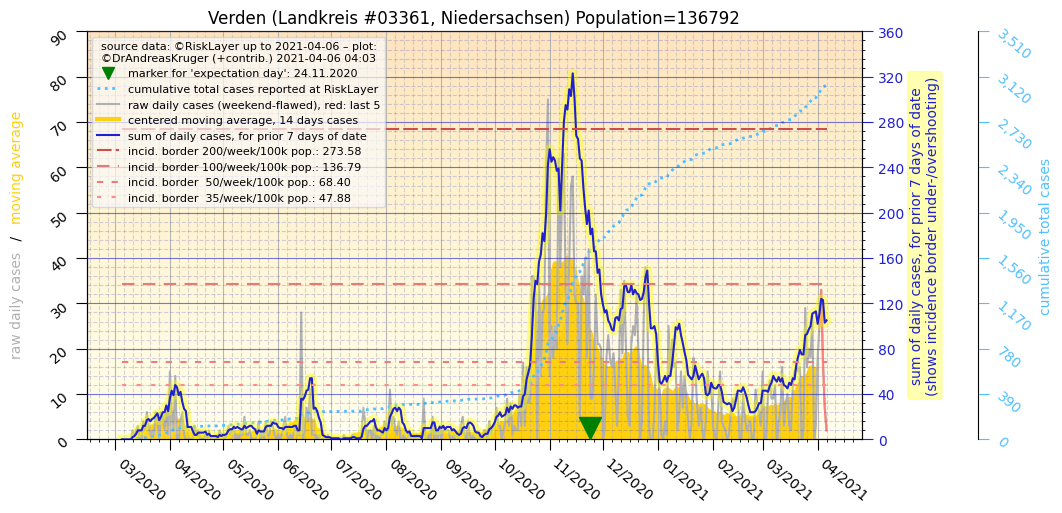 Verden (Landkreis #03361, Niedersachsen) Population=136792
source data: ©RiskLayer up to 2021-04-06 – plot:
©DrAndreasKruger (+contrib.) 2021-04-06 04:03
marker for 'expectation day': 24.11.2020
cumulative total cases reported at RiskLayer
raw daily cases (weekend-flawed), red: last 5
centered moving average, 14 days cases
sum of daily cases, for prior 7 days of date
incid. border 200/week/100k pop.: 273.58
incid. border 100/week/100k pop.: 136.79
incid. border  50/week/100k pop.: 68.40
incid. border  35/week/100k pop.: 47.88
raw daily cases / moving average
90
80
70
60
50
40
30
20
10
0
03/2020
04/2020
05/2020
06/2020
07/2020
08/2020
09/2020
10/2020
11/2020
12/2020
01/2021
02/2021
03/2021
04/2021
360
320
280
240
200
160
120
80
40
0
sum of daily cases, for prior 7 days of date
(shows incidence border under-/overshooting)
3,510
3,120
2,730
2,340
1,950
1,560
1,170
780
390
0
cumulative total cases